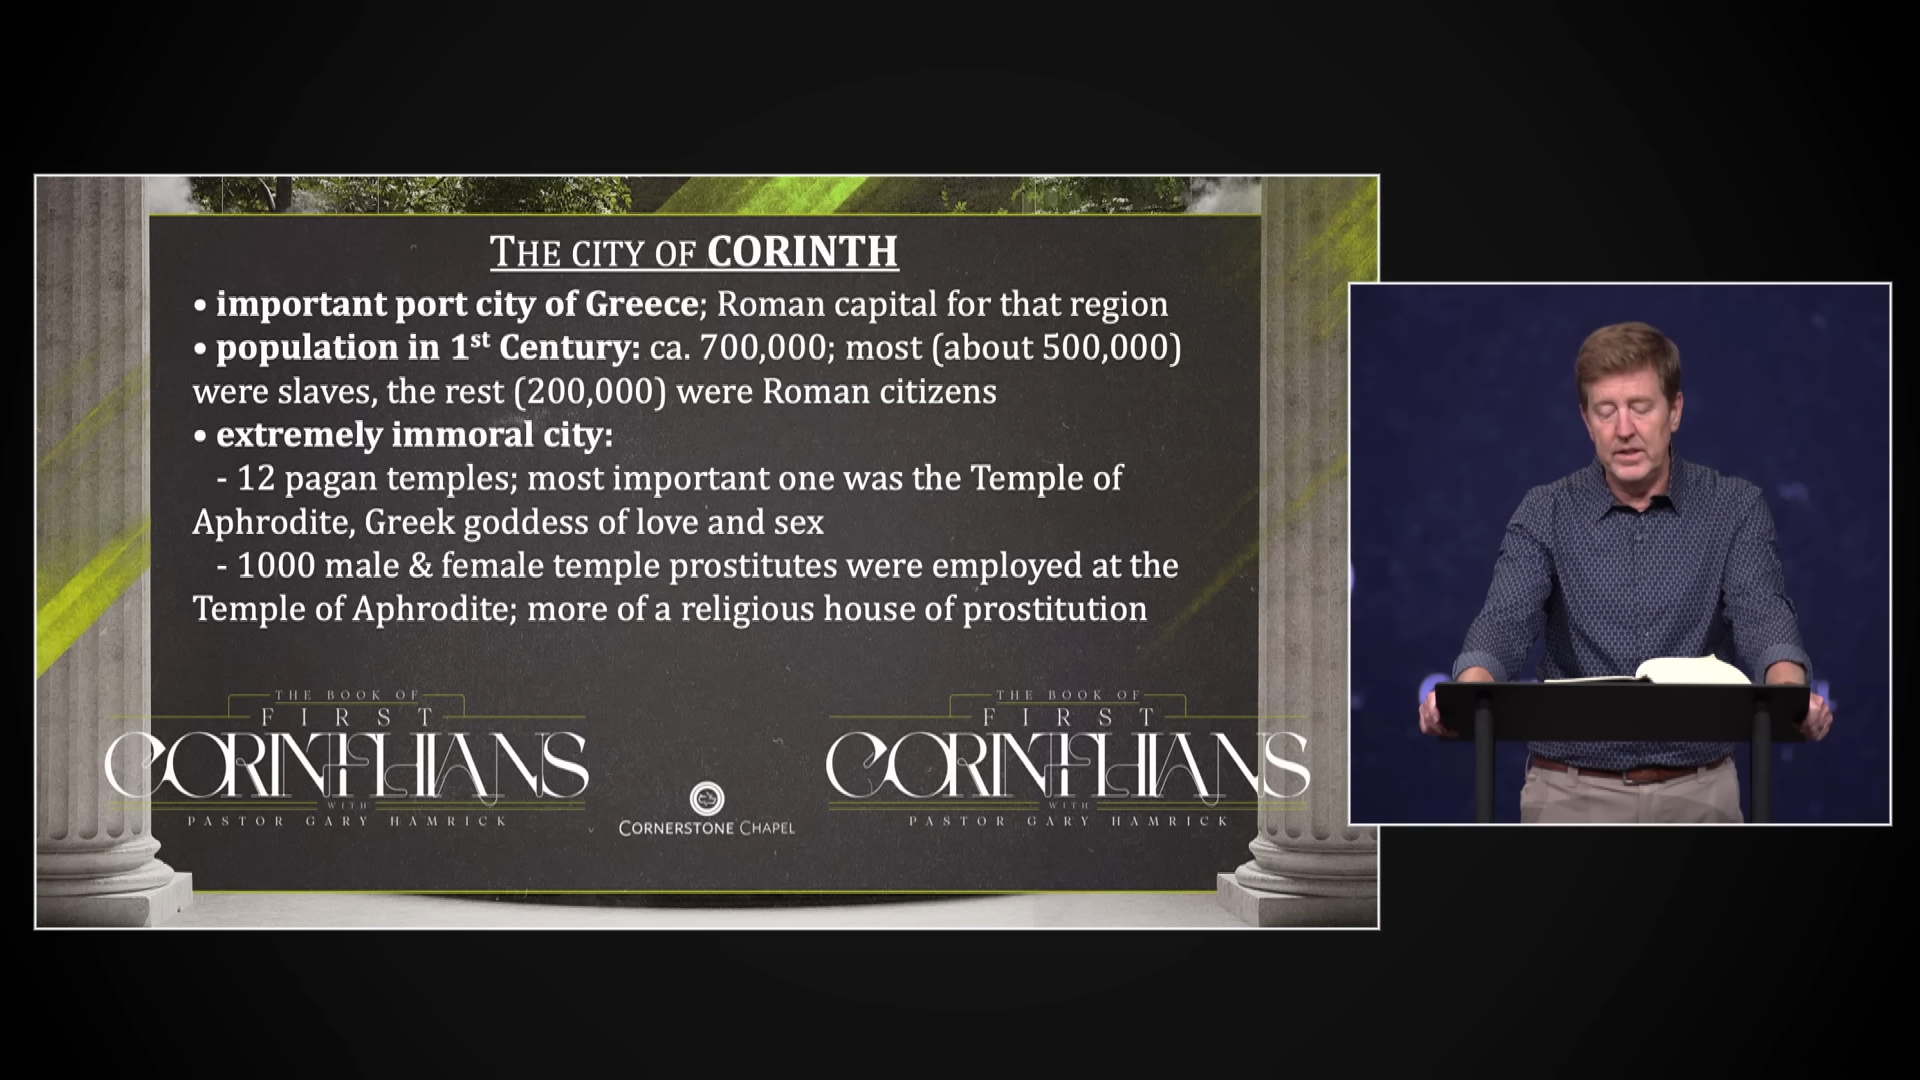 THE CITY OF CORINTH
• important port city of Greece; Roman capital for that region
• population in 1st Century: ca. 700,000; most (about 500,000)
were slaves, the rest (200,000) were Roman citizens
• extremely immoral city:
- 12 pagan temples; most important one was the Temple of
Aphrodite, Greek goddess of love and sex
- 1000 male & female temple prostitutes were employed at the
Temple of Aphrodite; more of a religious house of prostitution
THE BOOK OF
FIRST
CORINTHIANS
WITH
PASTOR GARY HAMRICK
CORNERSTONE CHAPEL
THE BOOK OF
FIRST
CORINTHIANS
WITH
PASTOR GARY HAMRICK